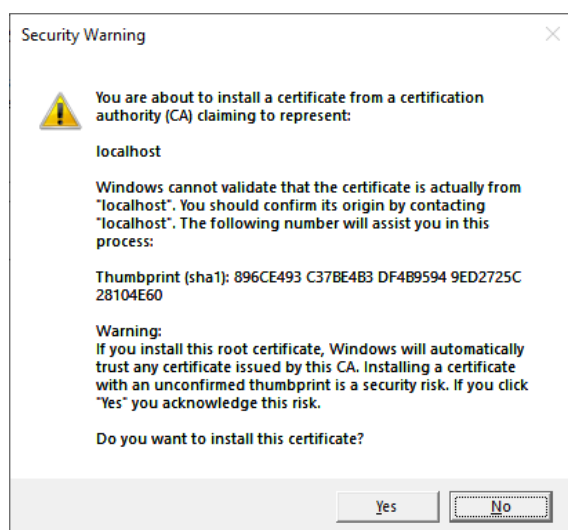 Security Warning
You are about to install a certificate from a certification
authority (CA) claiming to represent:
localhost
Windows cannot validate that the certificate is actually from
"localhost". You should confirm its origin by contacting
"localhost". The following number will assist you in this
process:
Thumbprint (sha1): 896CE493 C37BE4B3 DF4B9594 9ED2725C
28104E60
Warning:
If you install this root certificate, Windows will automatically
trust any certificate issued by this CA. Installing a certificate
with an unconfirmed thumbprint is a security risk. If you click
"Yes" you acknowledge this risk.
Do you want to install this certificate?
Yes
No